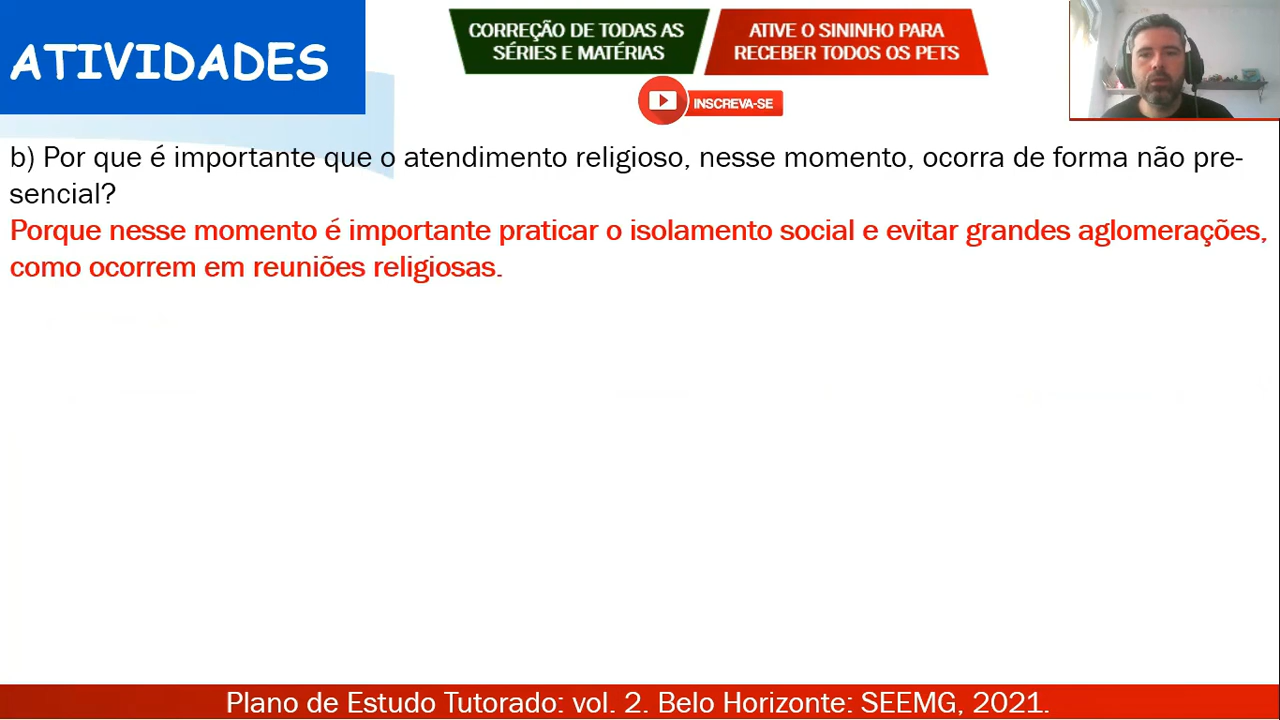 ATIVIDADES
CORREÇÃO DE TODAS AS
SÉRIES E MATÉRIAS
ATIVE O SININHO PARA
RECEBER TODOS OS PETS
INSCREVA-SE
b) Por que é importante que o atendimento religioso, nesse momento, ocorra de forma não pre-
sencial?
Porque nesse momento é importante praticar o isolamento social e evitar grandes aglomerações,
como ocorrem em reuniões religiosas.
Plano de Estudo Tutorado: vol. 2. Belo Horizonte: SEEMG, 2021.